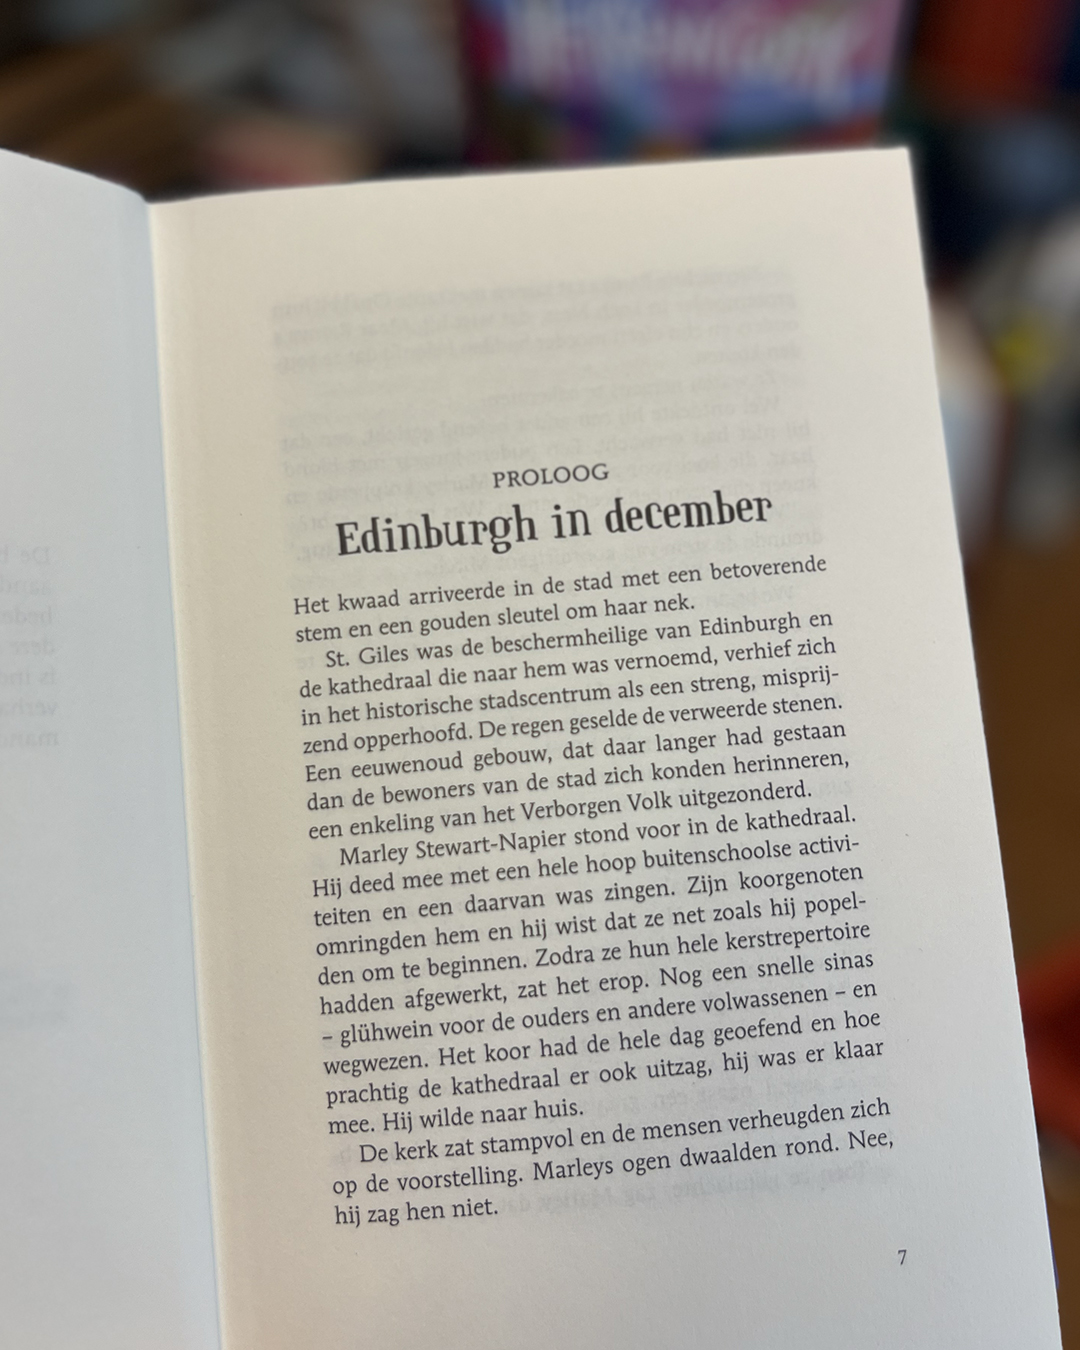 PROLOOG
Edinburgh in december
Het kwaad arriveerde in de stad met een betoverende
stem en een gouden sleutel om haar nek.
St. Giles was de beschermheilige van Edinburgh en
de kathedraal die naar hem was vernoemd, verhief zich
in het historische stadscentrum als een streng, misprij-
zend opperhoofd. De regen geselde de verweerde stenen.
Een eeuwenoud gebouw, dat daar langer had gestaan
dan de bewoners van de stad zich konden herinneren,
een enkeling van het Verborgen Volk uitgezonderd.
Marley Stewart-Napier stond voor in de kathedraal.
Hij deed mee met een hele hoop buitenschoolse activi-
teiten en een daarvan was zingen. Zijn koorgenoten
omringden hem en hij wist dat ze net zoals hij popel-
den om te beginnen. Zodra ze hun hele kerstrepertoire
hadden afgewerkt, zat het erop. Nog een snelle sinas
– glühwein voor de ouders en andere volwassenen – en
wegwezen. Het koor had de hele dag geoefend en hoe
prachtig de kathedraal er ook uitzag, hij was er klaar
mee. Hij wilde naar huis.
De kerk zat stampvol en de mensen verheugden zich
op de voorstelling. Marleys ogen dwaalden rond. Nee,
hij zag hen niet.
7